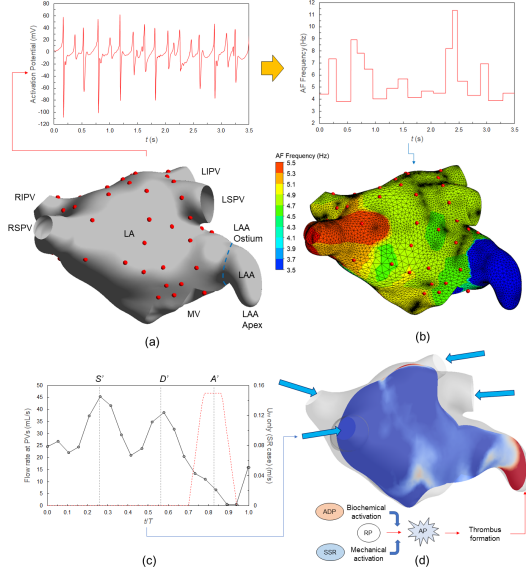 (c)
Activation Potential (mV)
60
40
20
0
-20
-40
-60
-80
-100
-120
0.0 0.5 1.0 1.5 2.0 2.5 3.0 3.5
t (s)
AF Frequency (Hz)
12
11
10
9
8
7
6
5
4
3
2
0.0 0.5 1.0 1.5 2.0 2.5 3.0 3.5
t (s)
RIPV
RSPV
LA
LIPV
LSPV
LAA
Ostium
LAA
LAA
Apex
MV
(a)
AF Frequency (Hz)
5.5
5.3
5.1
4.9
4.7
4.5
4.3
4.1
3.9
3.7
3.5
(b)
S'
D'
A'
Flow rate at PVs (mL/s)
50
45
40
35
30
25
20
15
10
5
0
0.0 0.1 0.2 0.3 0.4 0.5 0.6 0.7 0.8 0.9 1.0
t/T
0.16
0.12
0.08
0.04
0.00
(SR case) (m/s)
(c)
ADP
Biochemical
activation
RP
AP
Thrombus
formation
SSR
Mechanical
activation
(d)